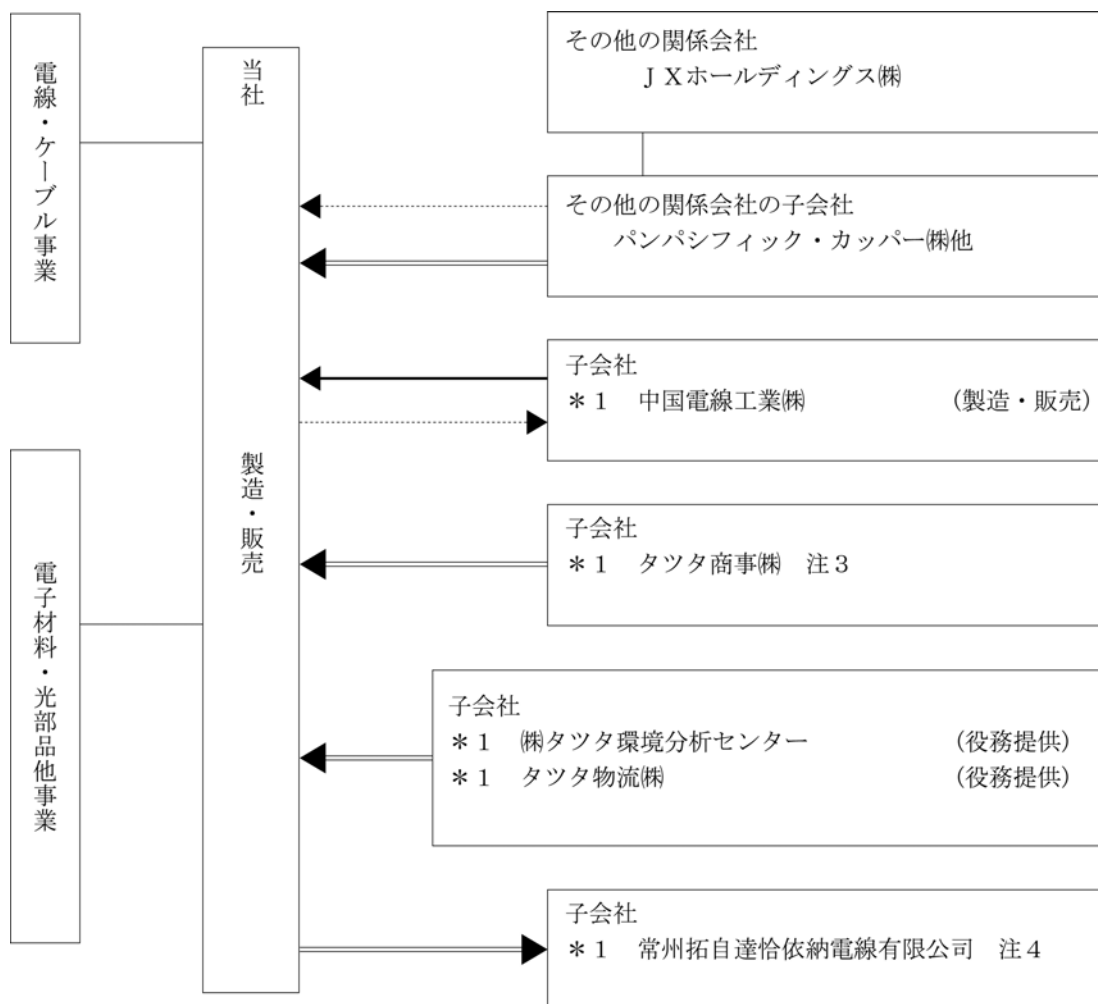 電線・ケーブル事業
電子材料・光部品他事業
当社　製造・販売
その他の関係会社
ＪＸホールディングス㈱
その他の関係会社の子会社
パンパシフィック・カッパー㈱他
子会社
＊１　中国電線工業㈱　（製造・販売）
子会社
＊１　タツタ商事㈱　注３
子会社
＊１　㈱タツタ環境分析センター　（役務提供）
＊１　タツタ物流㈱　（役務提供）
子会社
＊１　常州拓自達恰依納電線有限公司　注４